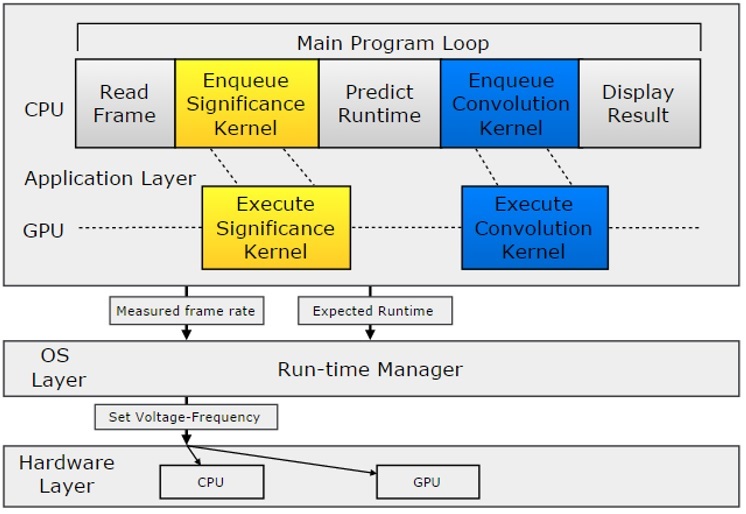 Main Program Loop
CPU
Read
Frame
Enqueue
Significance
Kernel
Predict
Runtime
Enqueue
Convolution
Kernel
Display
Result
Application Layer
GPU
Execute
Significance
Kernel
Execute
Convolution
Kernel
Measured frame rate
Expected Runtime
OS
Layer
Run-time Manager
Set Voltage-Frequency
Hardware
Layer
CPU
GPU